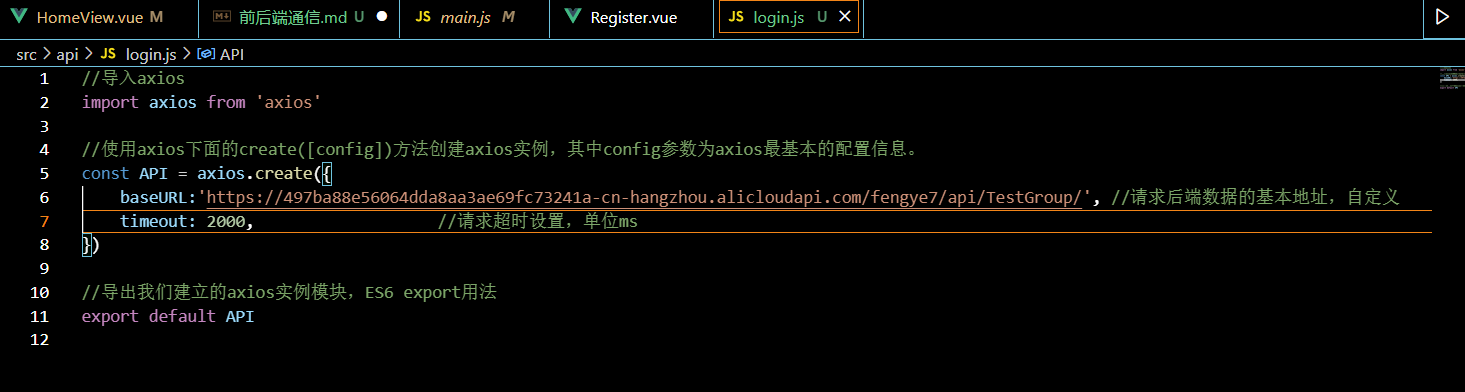 HomeView.vue M 前后端通信.md U JS main.js M Register.vue JS login.js U
src > api > JS login.js > API
1 //导入axios
2 import axios from 'axios'
3
4 //使用axios下面的create([config])方法创建axios实例，其中config参数为axios最基本的配置信息。
5 const API = axios.create({
6 baseURL:'https://497ba88e56064dda8aa3ae69fc73241a-cn-hangzhou.alicloudapi.com/fengye7/api/TestGroup/', //请求后端数据的基本地址，自定义
7 timeout: 2000, //请求超时设置，单位ms
8 })
9
10 //导出我们建立的axios实例模块，ES6 export用法
11 export default API
12